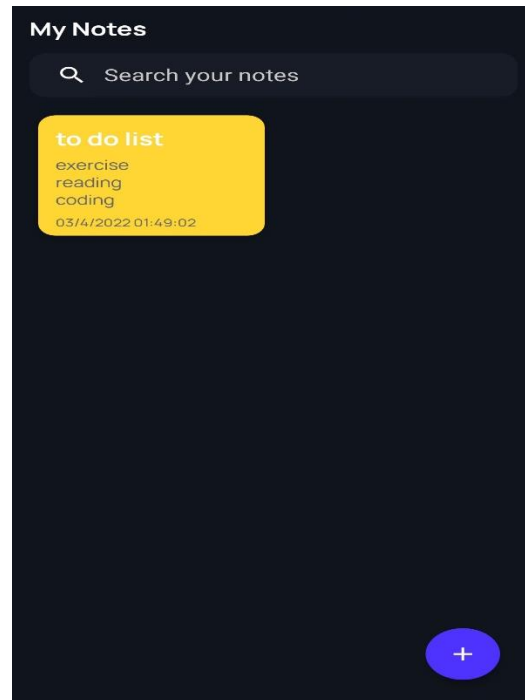 My Notes
Search your notes
to do list
exercise
reading
coding
03/4/2022 01:49:02
+